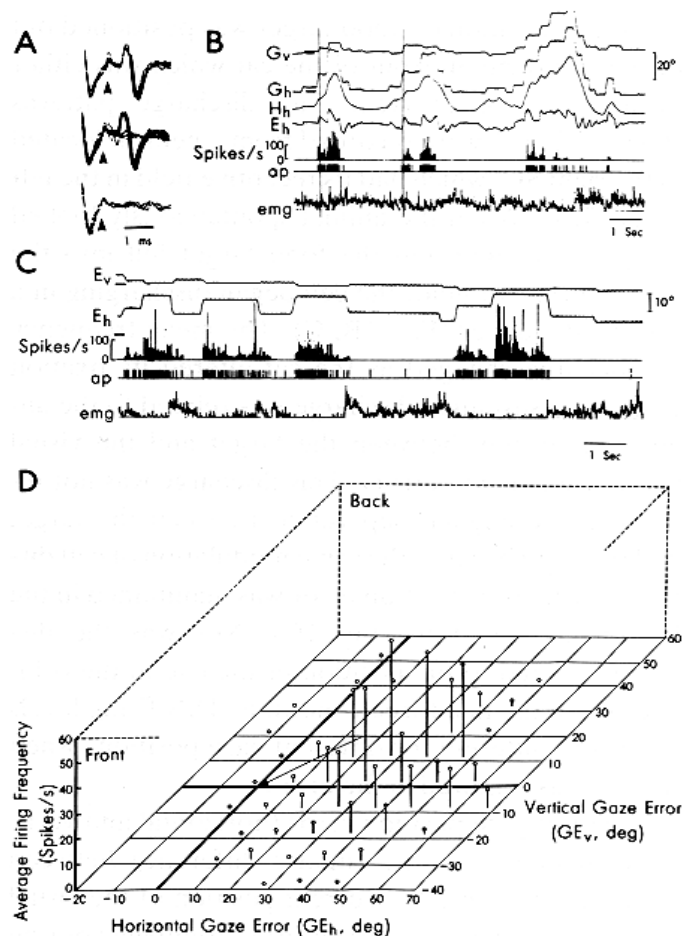 A
1 ms
B
Gv
20°
Gh
Hh
Eh
Spikes/s 100
0
ap
emg
1 Sec
C
Ev
10°
Eh
Spikes/s 100
0
ap
emg
1 Sec
D
Back
Front
60
50
40
30
20
10
0
-10
-20
-30
-40
Vertical Gaze Error
(GEv, deg)
60
50
40
30
20
10
0
Average Firing Frequency
(Spikes/s)
-20 -10 0 10 20 30 40 50 60 70
Horizontal Gaze Error (GEh, deg)